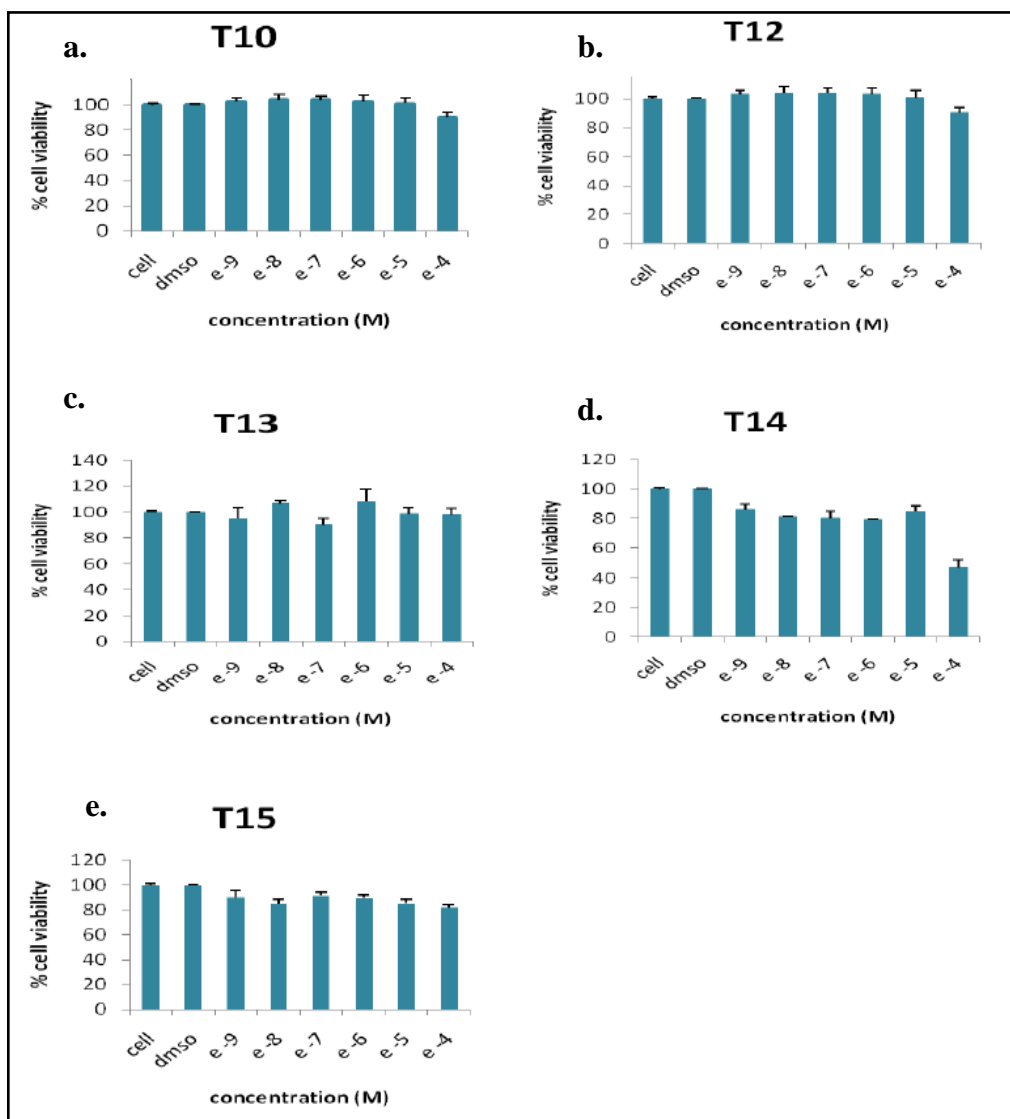 a.
T10
% cell viability
100
80
60
40
20
0
cell
dmso
e -9
e -8
e -7
e -6
e -5
e -4
concentration (M)
b.
T12
% cell viability
120
100
80
60
40
20
0
cell
dmso
e -9
e -8
e -7
e -6
e -5
e -4
concentration (M)
c.
T13
% cell viability
140
120
100
80
60
40
20
0
cell
dmso
e -9
e -8
e -7
e -6
e -5
e -4
concentration (M)
d.
T14
% cell viability
120
100
80
60
40
20
0
cell
dmso
e -9
e -8
e -7
e -6
e -5
e -4
concentration (M)
e.
T15
% cell viability
120
100
80
60
40
20
0
cell
dmso
e -9
e -8
e -7
e -6
e -5
e -4
concentration (M)